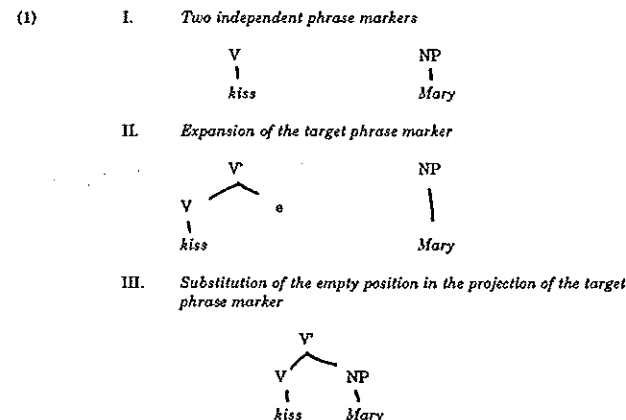 (1) I. Two independent phrase markers
V NP
kiss Mary
II. Expansion of the target phrase marker
V' NP
V e
kiss Mary
III. Substitution of the empty position in the projection of the target
phrase marker
V'
V NP
kiss Mary